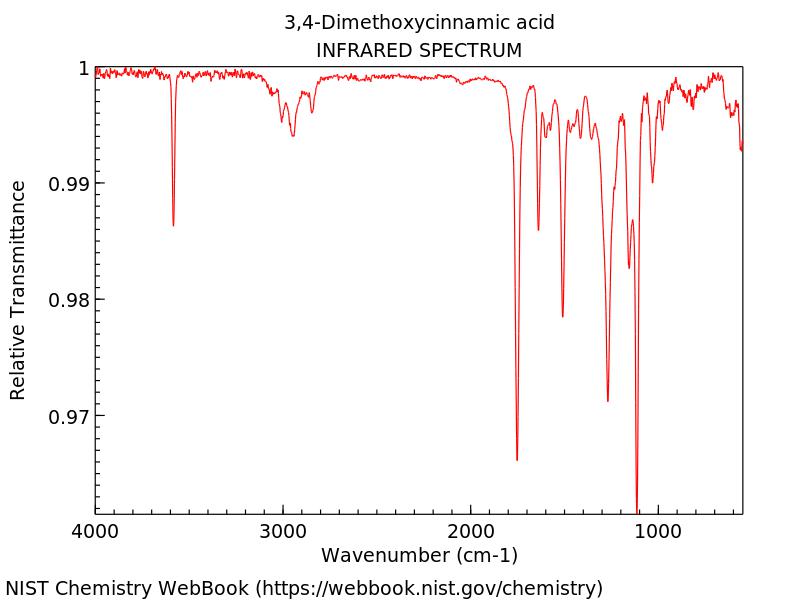 3,4-Dimethoxycinnamic acid
INFRARED SPECTRUM
1
0.99
0.98
0.97
Relative Transmittance
4000 3000 2000 1000
Wavenumber (cm-1)
NIST Chemistry WebBook (https://webbook.nist.gov/chemistry)